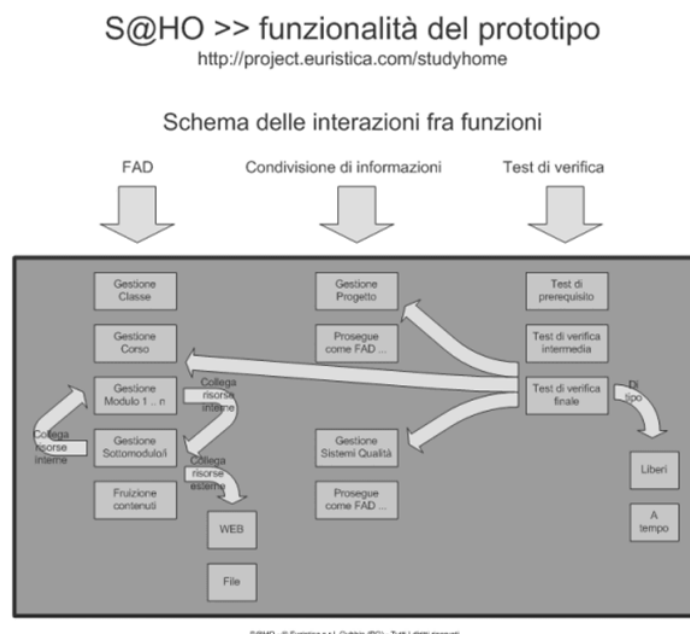 S@HO >> funzionalità del prototipo
http://project.euristica.com/studyhome
Schema delle interazioni fra funzioni
FAD
Condivisione di informazioni
Test di verifica
Gestione
Classe
Gestione
Corso
Gestione
Modulo 1 .. n
Gestione
Sottomodulo/i
Fruizione
contenuti
Collega
risorse
interne
Collega
risorse
interne
Collega
risorse
esterne
WEB
File
Gestione
Progetto
Prosegue
come FAD ...
Gestione
Sistemi Qualità
Prosegue
come FAD ...
Test di
prerequisito
Test di verifica
intermedia
Test di verifica
finale
Di
tipo
Liberi
A
tempo